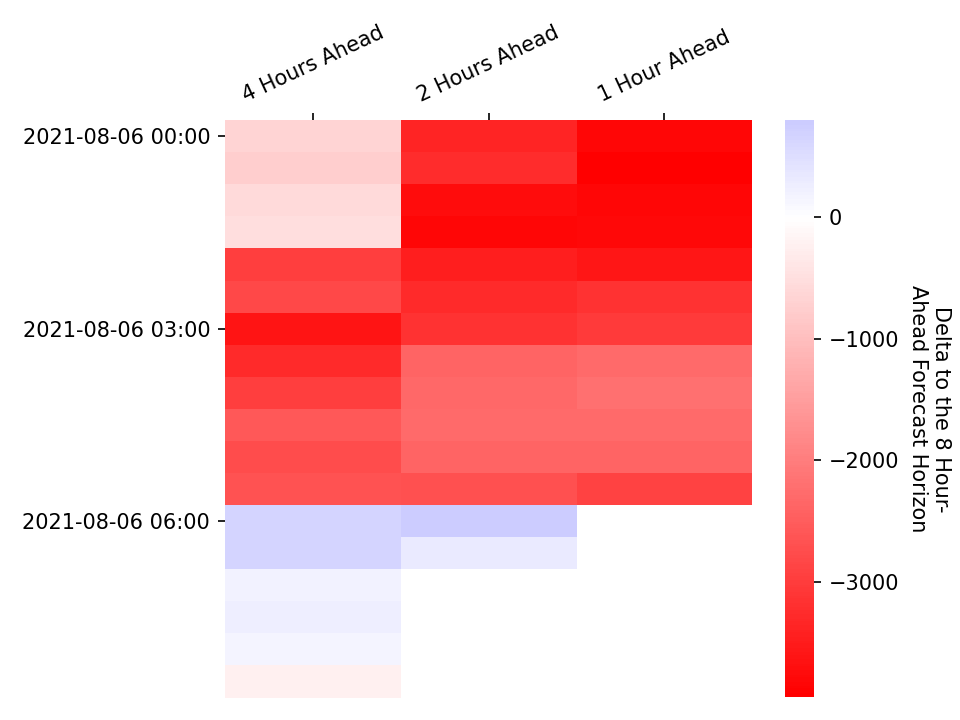 4 Hours Ahead
2 Hours Ahead
1 Hour Ahead
2021-08-06 00:00
2021-08-06 03:00
2021-08-06 06:00
0
−1000
−2000
−3000
Delta to the 8 Hour-
Ahead Forecast Horizon